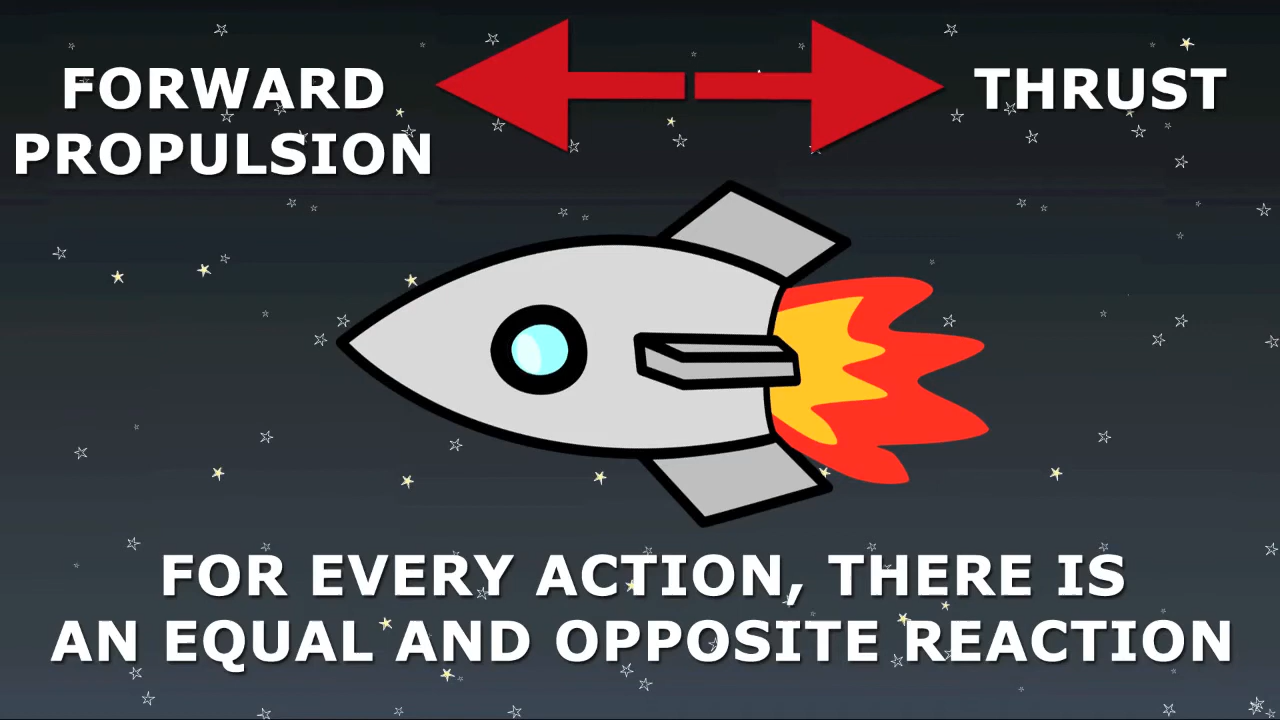 FORWARD
PROPULSION
THRUST
FOR EVERY ACTION, THERE IS
AN EQUAL AND OPPOSITE REACTION